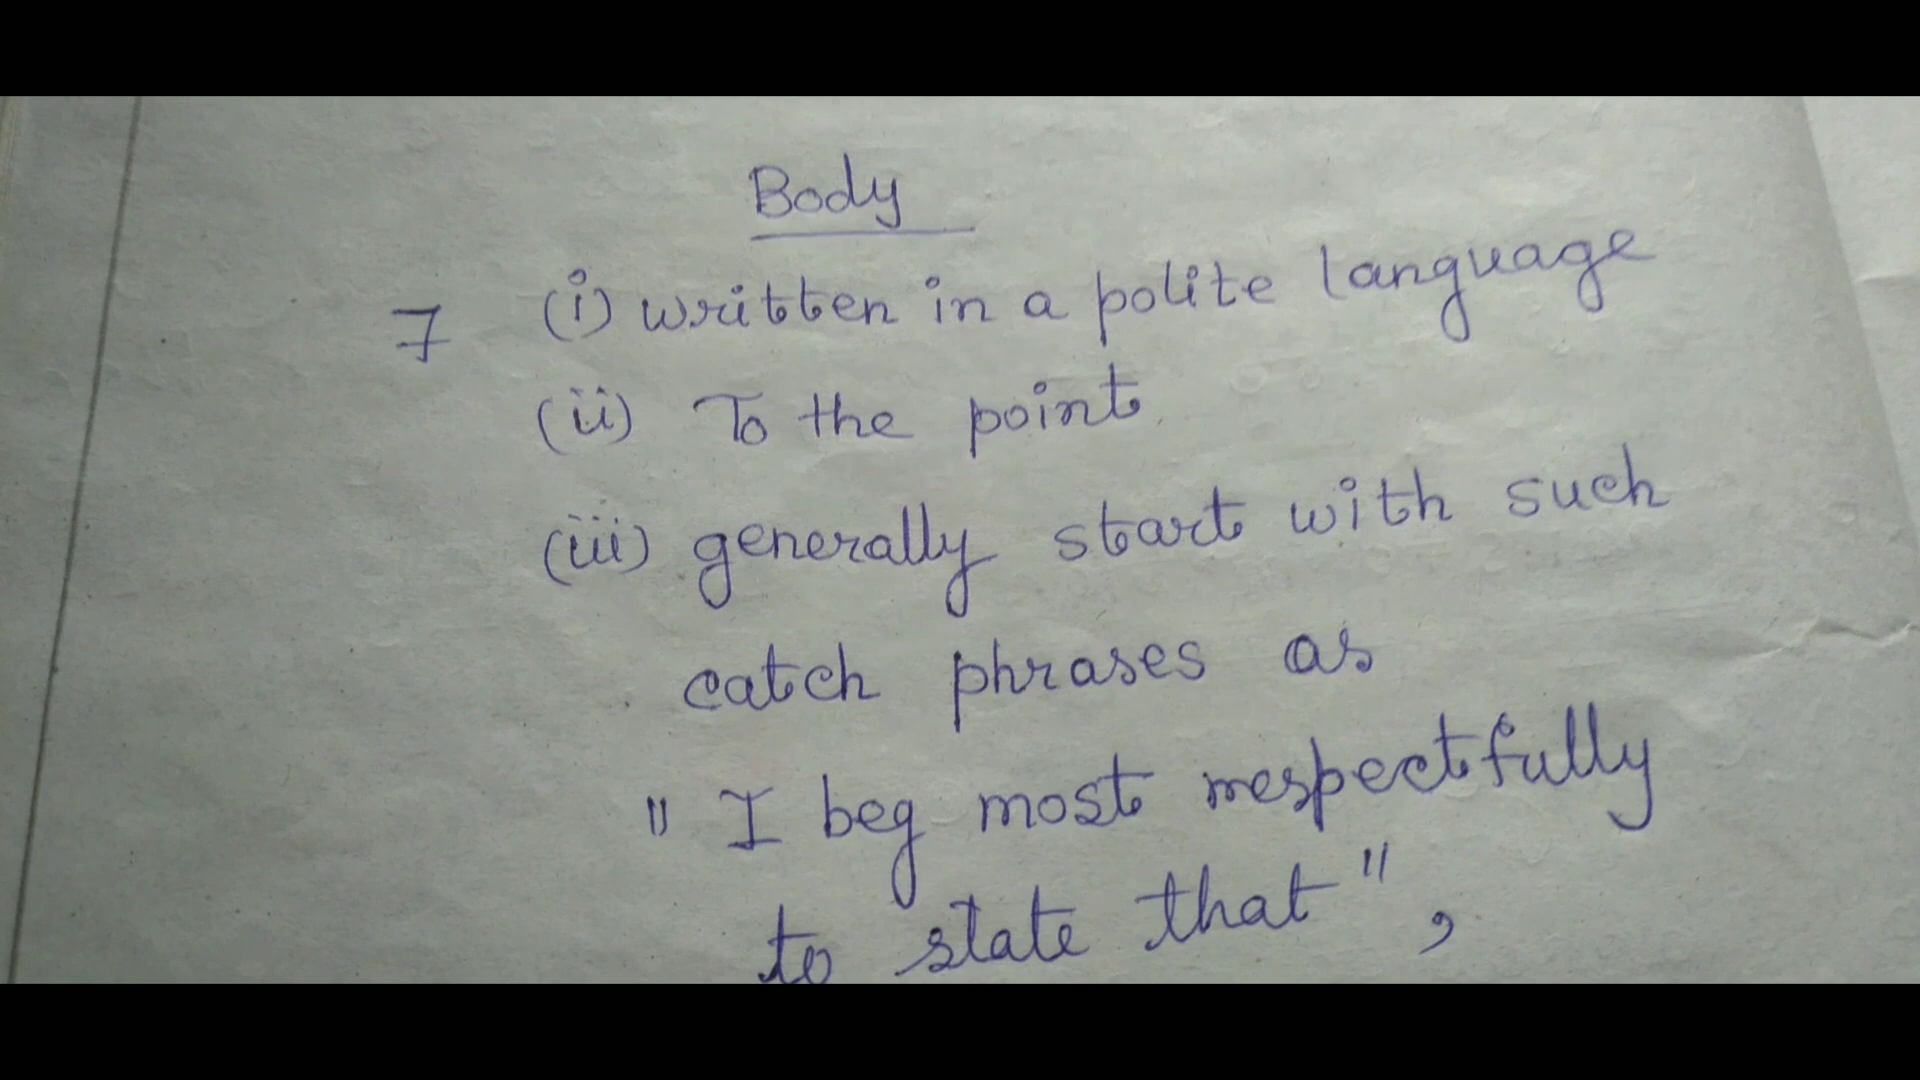 Body
7 (i) written in a polite language
(ii) To the point
(iii) generally start with such
catch phrases as
" I beg most respectfully
to state that ",